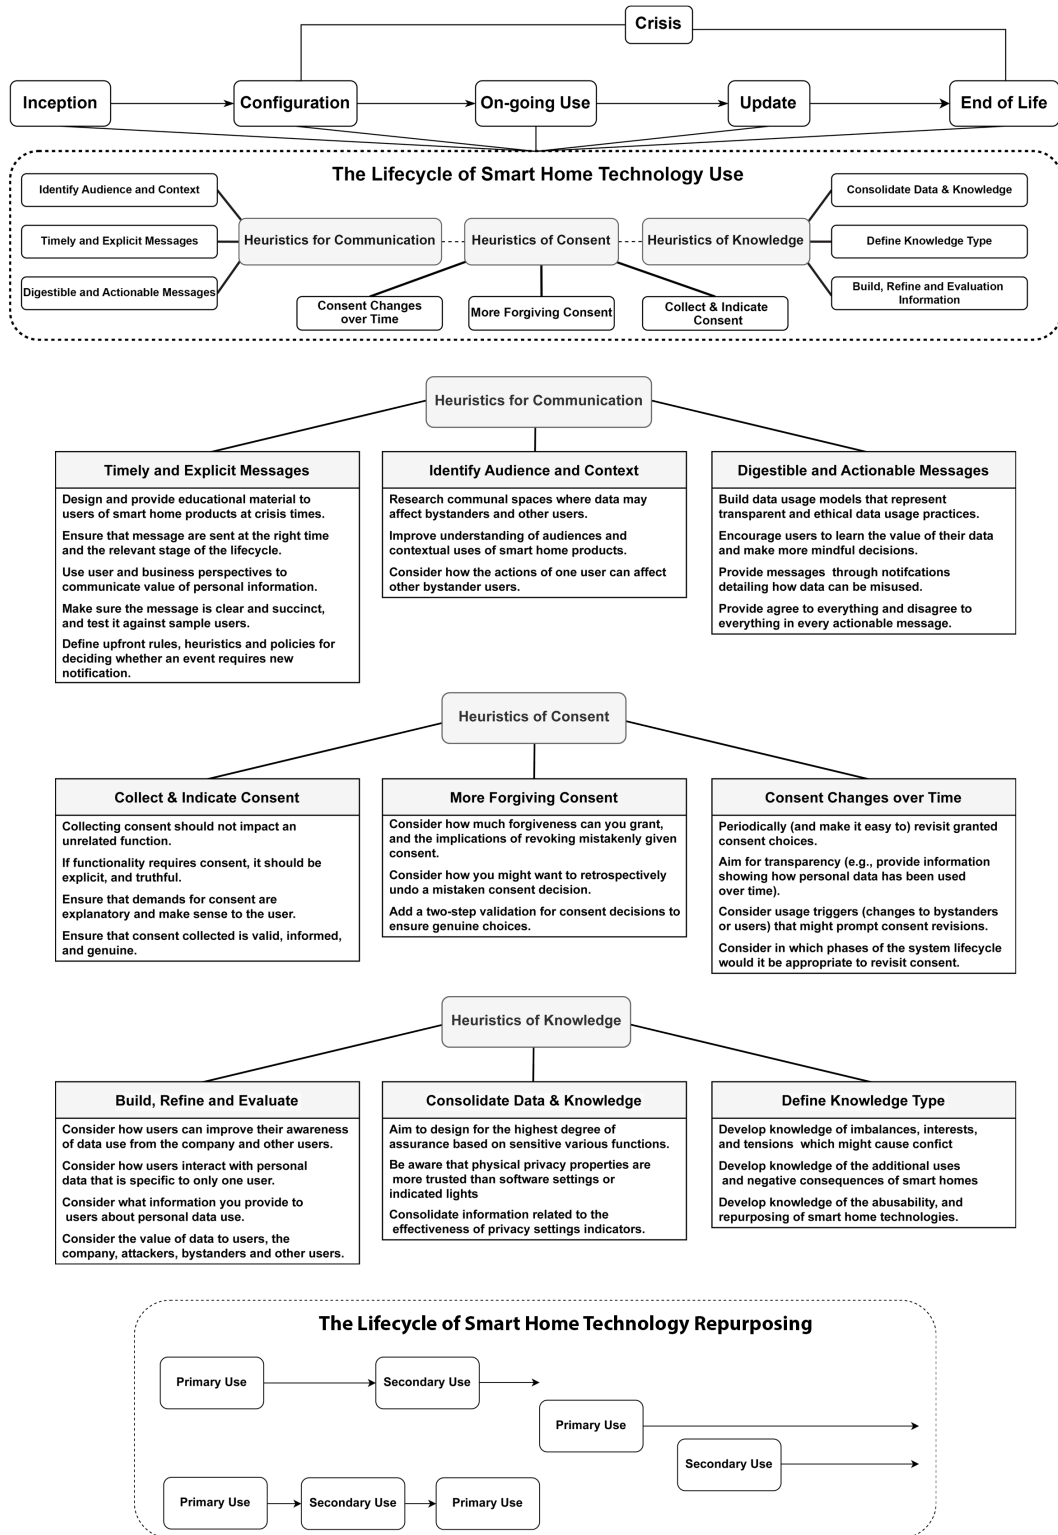 Crisis
Inception
Configuration
On-going Use
Update
End of Life
The Lifecycle of Smart Home Technology Use
Identify Audience and Context
Timely and Explicit Messages
Digestible and Actionable Messages
Heuristics for Communication
Heuristics of Consent
Heuristics of Knowledge
Consent Changes
over Time
More Forgiving Consent
Collect & Indicate
Consent
Consolidate Data & Knowledge
Define Knowledge Type
Build, Refine and Evaluation
Information
Heuristics for Communication
Timely and Explicit Messages
Design and provide educational material to
users of smart home products at crisis times.
Ensure that message are sent at the right time
and the relevant stage of the lifecycle.
Use user and business perspectives to
communicate value of personal information.
Make sure the message is clear and succinct,
and test it against sample users.
Define upfront rules, heuristics and policies for
deciding whether an event requires new
notification.
Identify Audience and Context
Research communal spaces where data may
affect bystanders and other users.
Improve understanding of audiences and
contextual uses of smart home products.
Consider how the actions of one user can affect
other bystander users.
Digestible and Actionable Messages
Build data usage models that represent
transparent and ethical data usage practices.
Encourage users to learn the value of their data
and make more mindful decisions.
Provide messages through notifcations
detailing how data can be misused.
Provide agree to everything and disagree to
everything in every actionable message.
Heuristics of Consent
Collect & Indicate Consent
Collecting consent should not impact an
unrelated function.
If functionality requires consent, it should be
explicit, and truthful.
Ensure that demands for consent are
explanatory and make sense to the user.
Ensure that consent collected is valid, informed,
and genuine.
More Forgiving Consent
Consider how much forgiveness can you grant,
and the implications of revoking mistakenly given
consent.
Consider how you might want to retrospectively
undo a mistaken consent decision.
Add a two-step validation for consent decisions to
ensure genuine choices.
Consent Changes over Time
Periodically (and make it easy to) revisit granted
consent choices.
Aim for transparency (e.g., provide information
showing how personal data has been used
over time).
Consider usage triggers (changes to bystanders
or users) that might prompt consent revisions.
Consider in which phases of the system lifecycle
would it be appropriate to revisit consent.
Heuristics of Knowledge
Build, Refine and Evaluate
Consider how users can improve their awareness
of data use from the company and other users.
Consider how users interact with personal
data that is specific to only one user.
Consider what information you provide to
users about personal data use.
Consider the value of data to users, the
company, attackers, bystanders and other users.
Consolidate Data & Knowledge
Aim to design for the highest degree of
assurance based on sensitive various functions.
Be aware that physical privacy properties are
more trusted than software settings or
indicated lights
Consolidate information related to the
effectiveness of privacy settings indicators.
Define Knowledge Type
Develop knowledge of imbalances, interests,
and tensions which might cause confict
Develop knowledge of the additional uses
and negative consequences of smart homes
Develop knowledge of the abusability, and
repurposing of smart home technologies.
The Lifecycle of Smart Home Technology Repurposing
Primary Use
Secondary Use
Primary Use
Secondary Use
Primary Use
Secondary Use
Primary Use